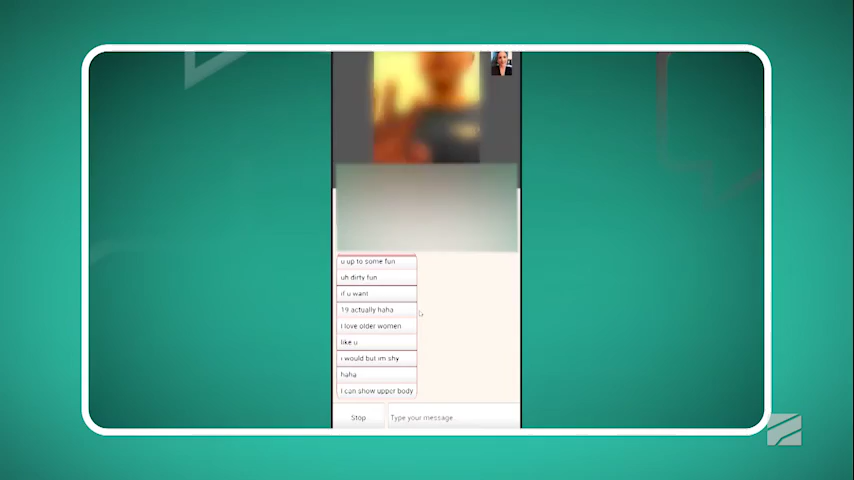 u up to some fun
uh dirty fun
if u want
19 actually haha
i love older women
like u
i would but im shy
haha
i can show upper body
Stop
Type your message...